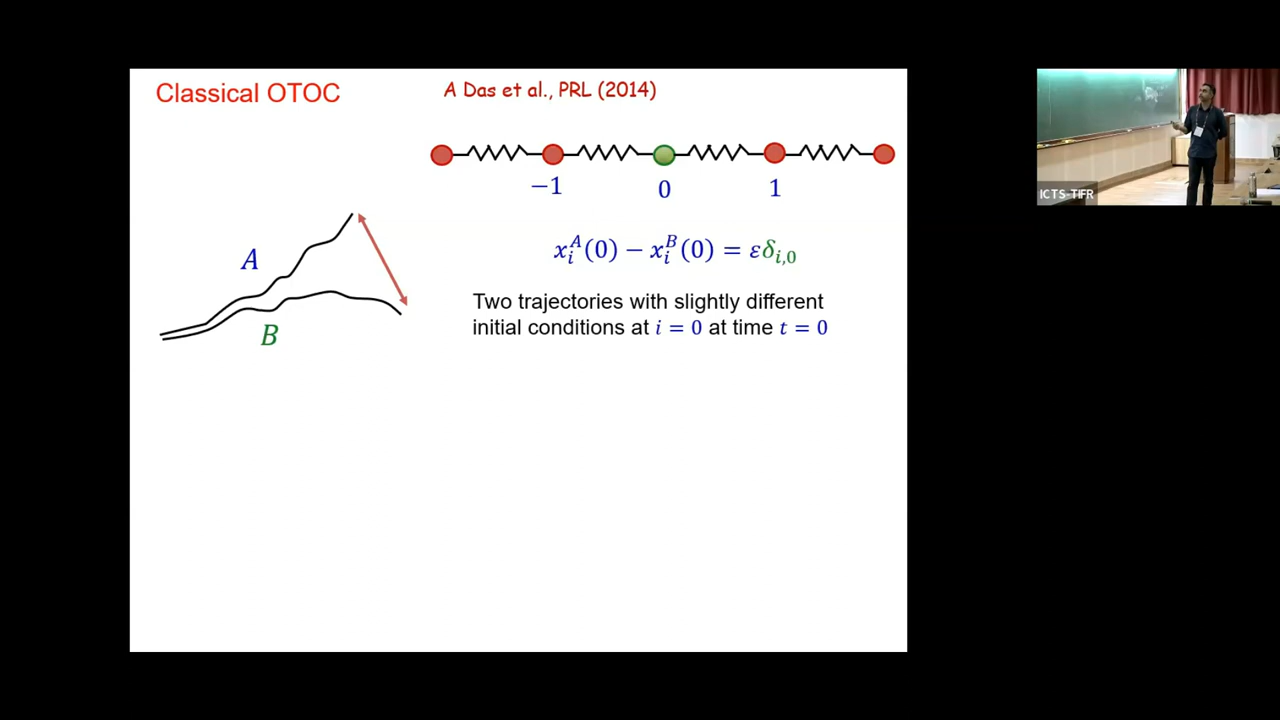 Classical OTOC
A Das et al., PRL (2014)
−1 0 1
A
B
x_i^A(0) − x_i^B(0) = εδ_{i,0}
Two trajectories with slightly different
initial conditions at i = 0 at time t = 0
ICTS-TIFR